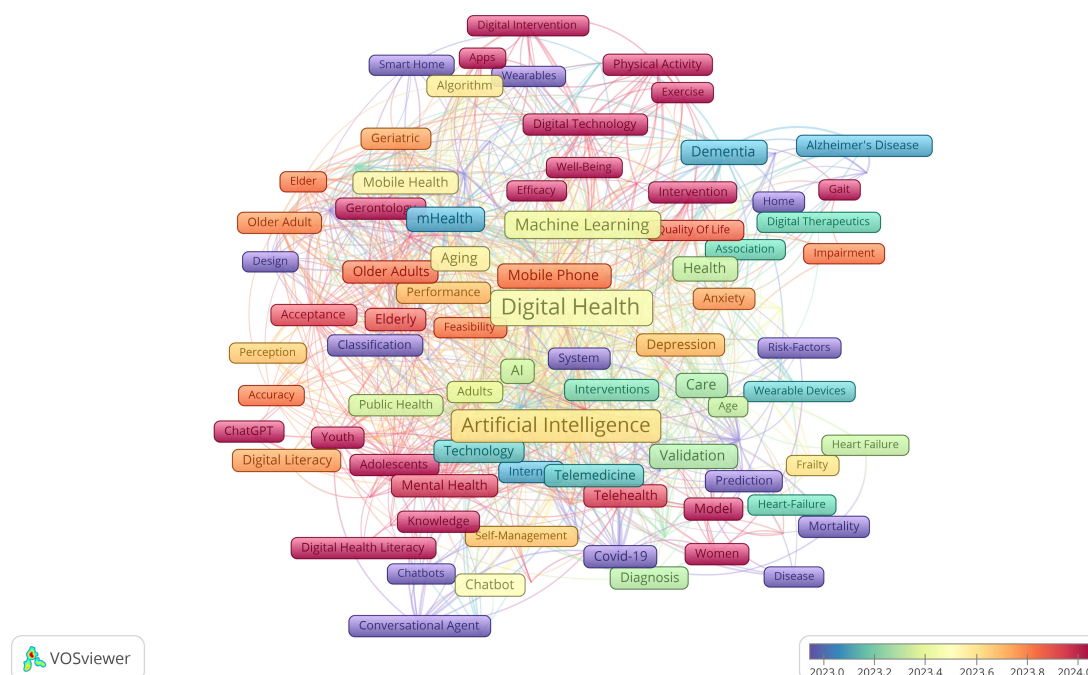 Digital Intervention
Apps
Smart Home
Physical Activity
Wearables
Algorithm
Exercise
Digital Technology
Geriatric
Alzheimer's Disease
Dementia
Well-Being
Elder
Mobile Health
Efficacy
Intervention
Gait
Home
Gerontology
mHealth
Older Adult
Machine Learning
Digital Therapeutics
Quality Of Life
Association
Impairment
Aging
Design
Health
Older Adults
Mobile Phone
Performance
Anxiety
Digital Health
Acceptance
Elderly
Feasibility
Classification
Depression
Risk-Factors
Perception
System
AI
Care
Interventions
Adults
Wearable Devices
Accuracy
Public Health
Age
Artificial Intelligence
ChatGPT
Youth
Heart Failure
Technology
Validation
Digital Literacy
Adolescents
Frailty
Telemedicine
Prediction
Mental Health
Telehealth
Heart-Failure
Model
Knowledge
Mortality
Self-Management
Digital Health Literacy
Covid-19
Women
Chatbots
Diagnosis
Disease
Chatbot
Conversational Agent
VOSviewer
2023.0 2023.2 2023.4 2023.6 2023.8